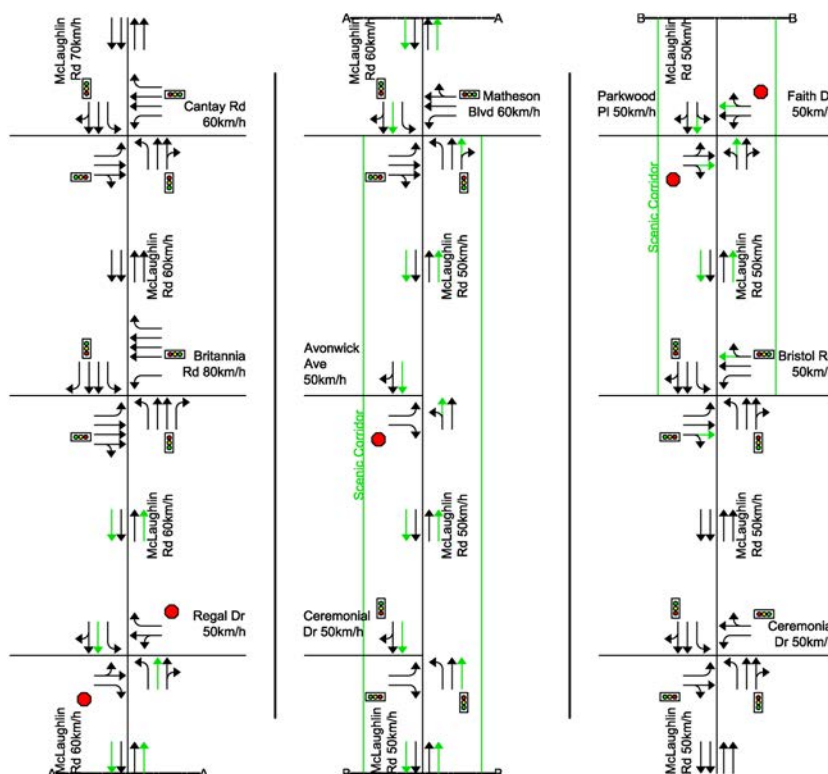 McLaughlin
Rd 70km/h
Cantay Rd
60km/h
McLaughlin
Rd 60km/h
Britannia
Rd 80km/h
McLaughlin
Rd 60km/h
Regal Dr
50km/h
McLaughlin
Rd 60km/h
A
A
McLaughlin
Rd 60km/h
Matheson
Blvd 60km/h
Scenic Corridor
McLaughlin
Rd 50km/h
Avonwick
Ave
50km/h
Scenic Corridor
McLaughlin
Rd 50km/h
Ceremonial
Dr 50km/h
McLaughlin
Rd 50km/h
B
B
McLaughlin
Rd 50km/h
Parkwood
Pl 50km/h
Faith D
50km/
Scenic Corridor
McLaughlin
Rd 50km/h
Bristol R
50km/
McLaughlin
Rd 50km/h
Ceremonia
Dr 50km/
McLaughlin
Rd 50km/h